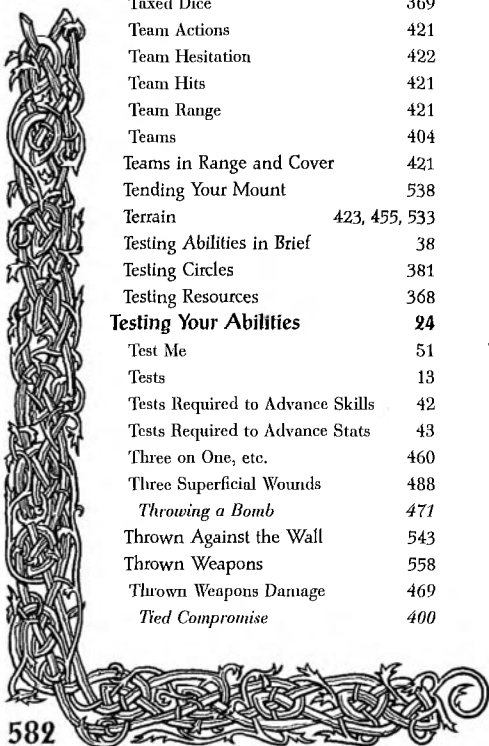 Taxed Dice 369
Team Actions 421
Team Hesitation 422
Team Hits 421
Team Range 421
Teams 404
Teams in Range and Cover 421
Tending Your Mount 538
Terrain 423, 455, 533
Testing Abilities in Brief 38
Testing Circles 381
Testing Resources 368
Testing Your Abilities 24
Test Me 51
Tests 13
Tests Required to Advance Skills 42
Tests Required to Advance Stats 43
Three on One, etc. 460
Three Superficial Wounds 488
Throwing a Bomb 471
Thrown Against the Wall 543
Thrown Weapons 558
Thrown Weapons Damage 469
Tied Compromise 400
582